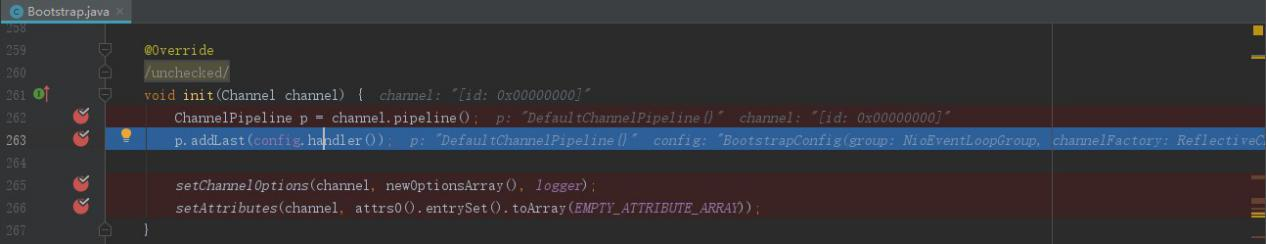 Bootstrap.java
258
259 @Override
260 /unchecked/
261 void init(Channel channel) { channel: "[id: 0x00000000]"
262 ChannelPipeline p = channel.pipeline(); p: "DefaultChannelPipeline{}" channel: "[id: 0x00000000]"
263 p.addLast(config.handler()); p: "DefaultChannelPipeline{}" config: "BootstrapConfig(group: NioEventLoopGroup, channelFactory: ReflectiveC
264
265 setChannelOptions(channel, newOptionsArray(), logger);
266 setAttributes(channel, attrs0().entrySet().toArray(EMPTY_ATTRIBUTE_ARRAY));
267 }